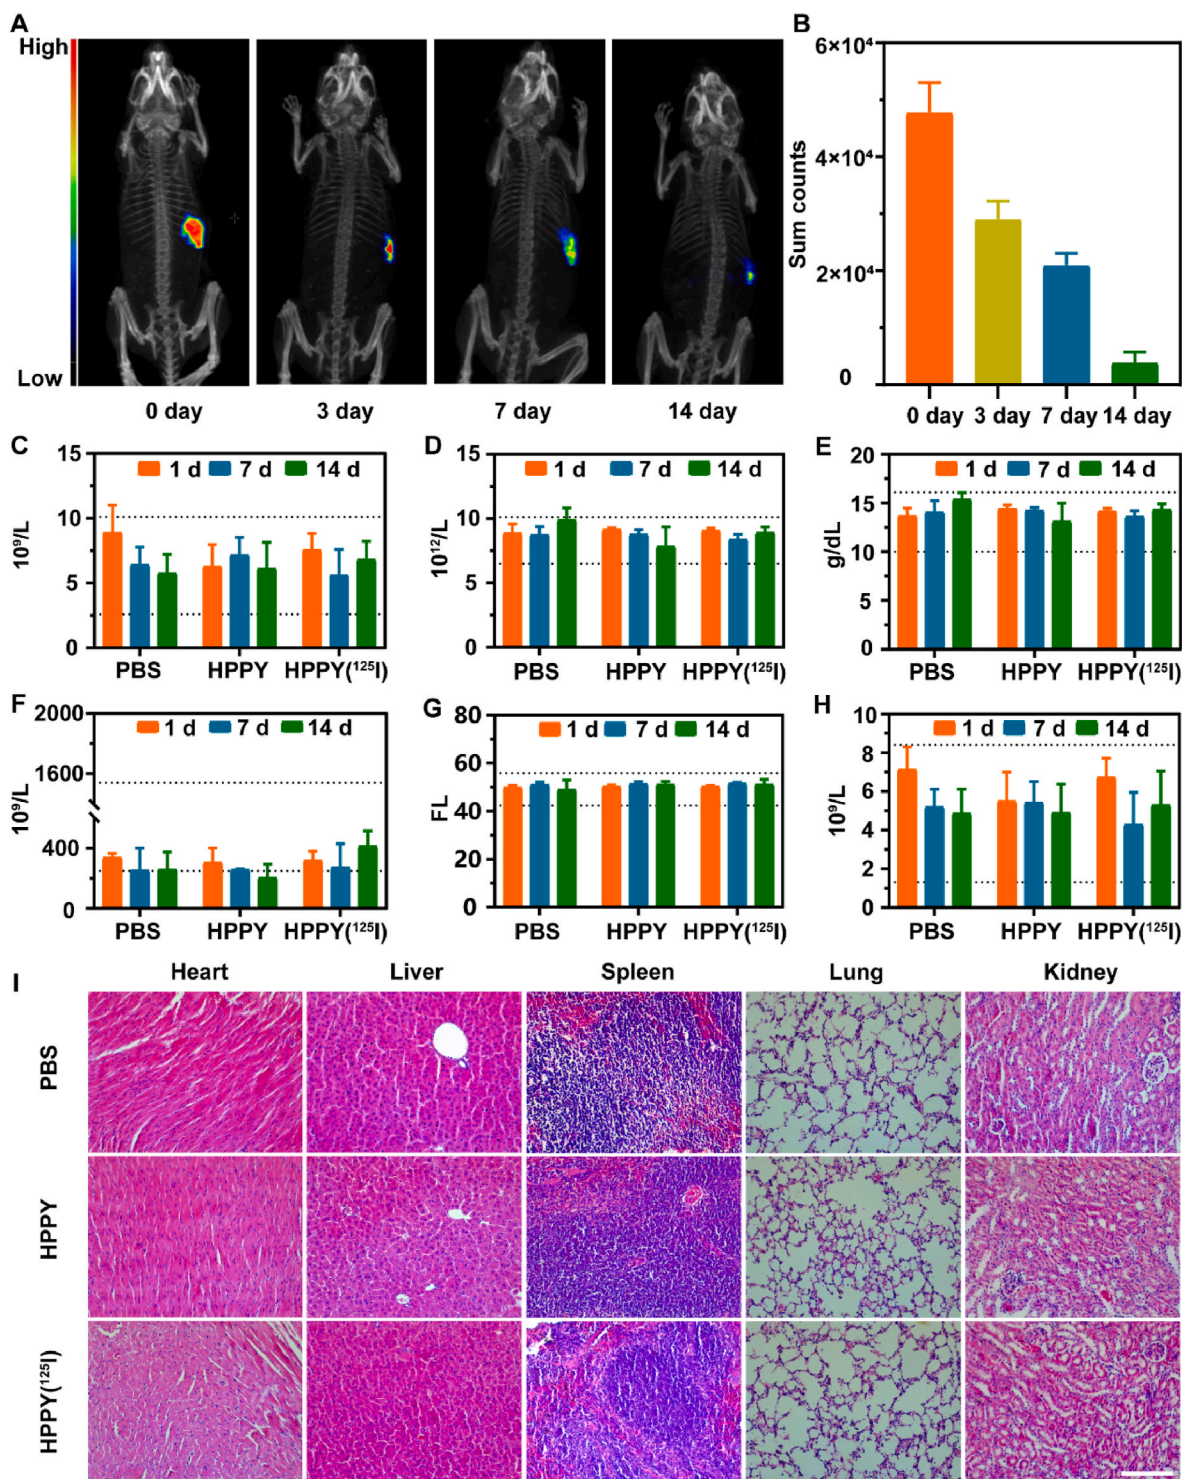 A
High
Low
0 day
3 day
7 day
14 day
B
Sum counts
6×10⁴
4×10⁴
2×10⁴
0
0 day 3 day 7 day 14 day
C
10⁹/L
15
10
5
0
1 d 7 d 14 d
PBS HPPY HPPY(¹²⁵I)
D
10¹²/L
15
10
5
0
1 d 7 d 14 d
PBS HPPY HPPY(¹²⁵I)
E
g/dL
20
15
10
5
0
1 d 7 d 14 d
PBS HPPY HPPY(¹²⁵I)
F
10⁹/L
2000
1600
400
0
1 d 7 d 14 d
PBS HPPY HPPY(¹²⁵I)
G
FL
80
60
40
20
0
1 d 7 d 14 d
PBS HPPY HPPY(¹²⁵I)
H
10⁹/L
10
8
6
4
2
0
1 d 7 d 14 d
PBS HPPY HPPY(¹²⁵I)
I
Heart Liver Spleen Lung Kidney
PBS
HPPY
HPPY(¹²⁵I)